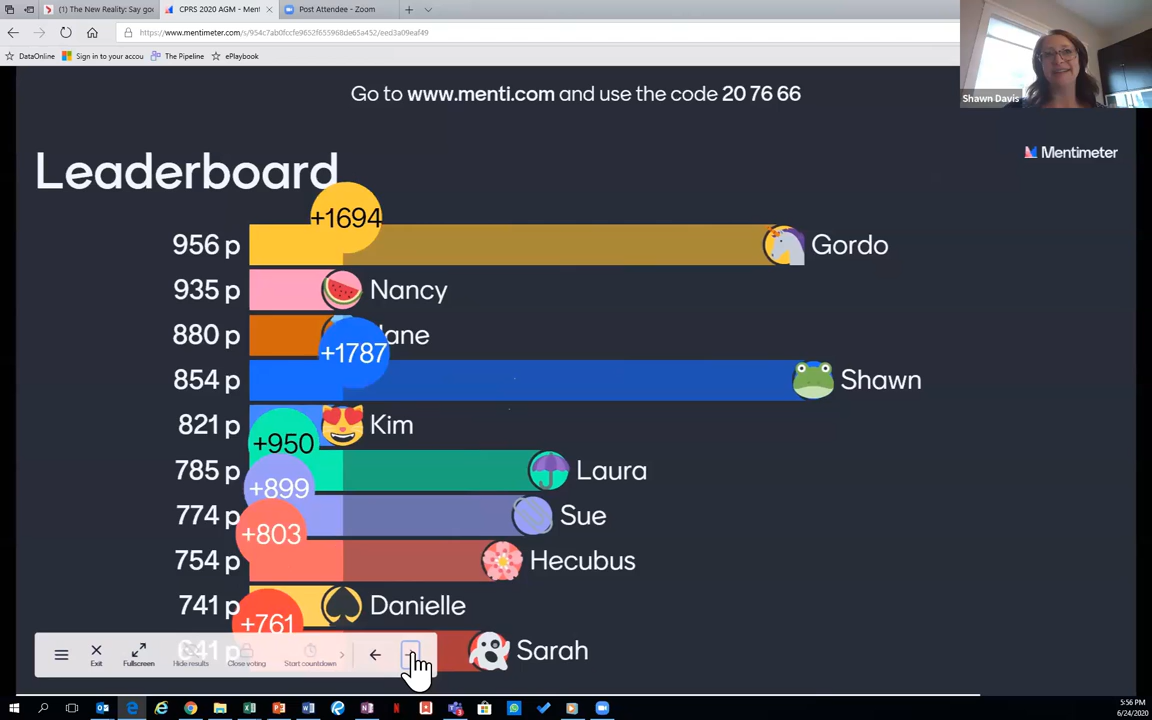 (1) The New Reality: Say goo
CPRS 2020 AGM - Menti
Post Attendee - Zoom
https://www.mentimeter.com/s/954c7ab0fccfe9652f655968de65a452/eed3a09eaf49
DataOnline
Sign in to your accou
The Pipeline
ePlaybook
Shawn Davis
Go to www.menti.com and use the code 20 76 66
Mentimeter
Leaderboard
+1694
956 p Gordo
935 p Nancy
880 p Jane
+1787
854 p Shawn
821 p Kim
+950
785 p Laura
+899
774 p Sue
+803
754 p Hecubus
741 p Danielle
+761
641 p Sarah
Exit
Fullscreen
Hide results
Close voting
Start countdown
5:56 PM
6/24/2020